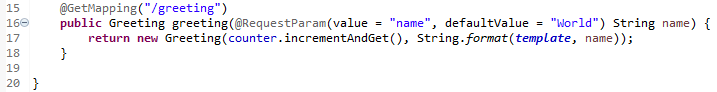 15     @GetMapping("/greeting")
16     public Greeting greeting(@RequestParam(value = "name", defaultValue = "World") String name) {
17         return new Greeting(counter.incrementAndGet(), String.format(template, name));
18     }
19
20 }